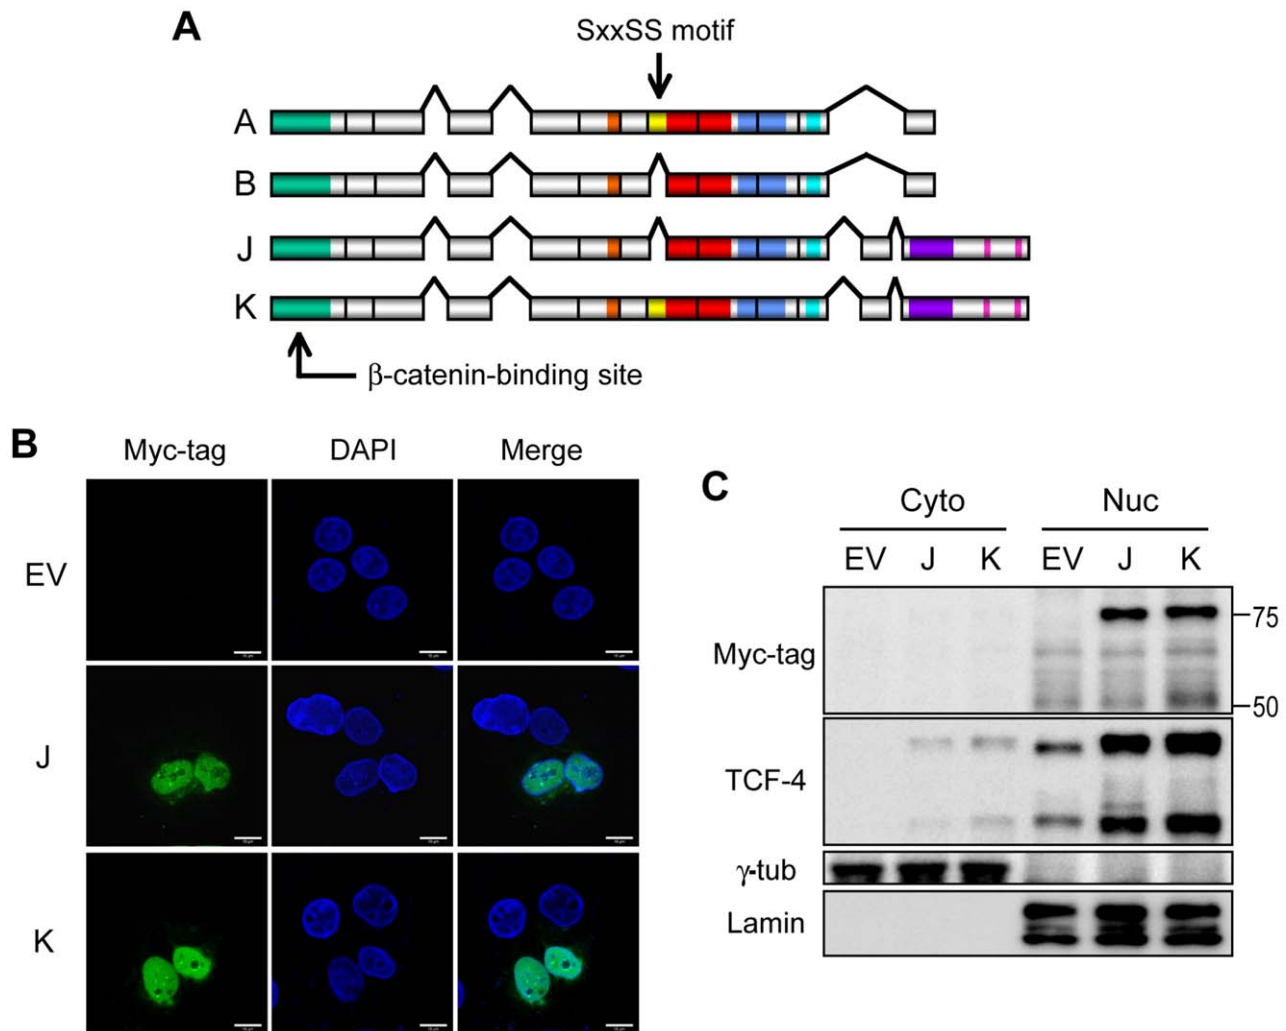 A
SxxSS motif
A
B
J
K
β-catenin-binding site
B
Myc-tag DAPI Merge
EV
J
K
C
Cyto Nuc
EV J K EV J K
Myc-tag
75
50
TCF-4
γ-tub
Lamin